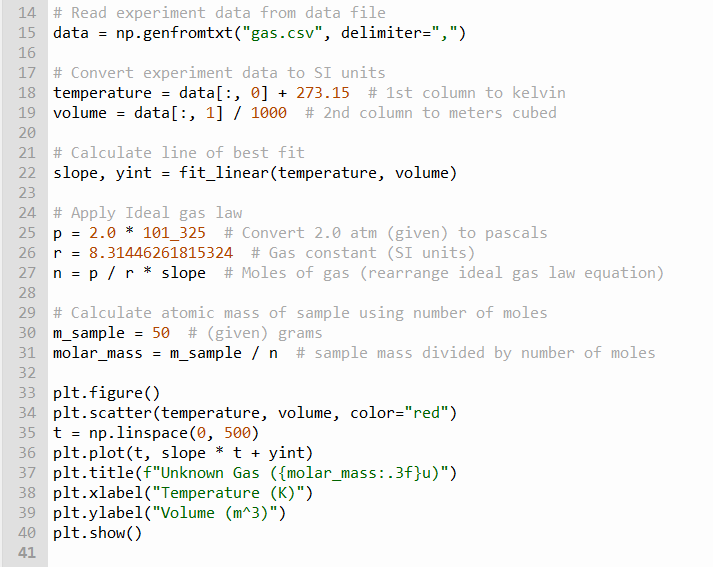 14 # Read experiment data from data file
15 data = np.genfromtxt("gas.csv", delimiter=",")
16
17 # Convert experiment data to SI units
18 temperature = data[:, 0] + 273.15  # 1st column to kelvin
19 volume = data[:, 1] / 1000  # 2nd column to meters cubed
20
21 # Calculate line of best fit
22 slope, yint = fit_linear(temperature, volume)
23
24 # Apply Ideal gas law
25 p = 2.0 * 101_325  # Convert 2.0 atm (given) to pascals
26 r = 8.31446261815324  # Gas constant (SI units)
27 n = p / r * slope  # Moles of gas (rearrange ideal gas law equation)
28
29 # Calculate atomic mass of sample using number of moles
30 m_sample = 50  # (given) grams
31 molar_mass = m_sample / n  # sample mass divided by number of moles
32
33 plt.figure()
34 plt.scatter(temperature, volume, color="red")
35 t = np.linspace(0, 500)
36 plt.plot(t, slope * t + yint)
37 plt.title(f"Unknown Gas ({molar_mass:.3f}u)")
38 plt.xlabel("Temperature (K)")
39 plt.ylabel("Volume (m^3)")
40 plt.show()
41